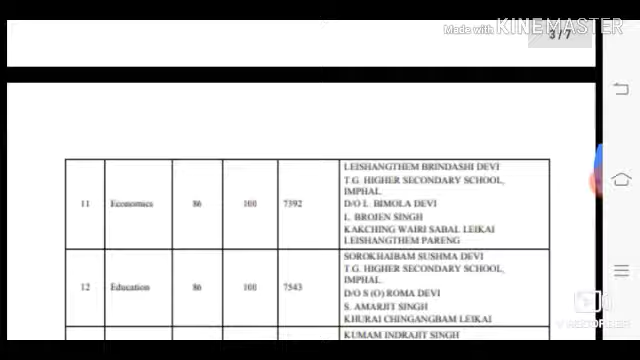 Made with KINEMASTER
3/7
LEISHANGTHEM BRINDASHI DEVI
T.G. HIGHER SECONDARY SCHOOL,
IMPHAL
11 Economics 86 100 7392 D/O L BIMOLA DEVI
L. BROJEN SINGH
KAKCHING WAIRI SABAL LEIKAI
LEISHANGTHEM PARENG
SOROKHAIBAM SUSHMA DEVI
T.G. HIGHER SECONDARY SCHOOL,
IMPHAL
12 Education 86 100 7543 D/O S (O) ROMA DEVI
S. AMARJIT SINGH
KHURAI CHINGANGBAM LEIKAI
KUMAM INDRAJIT SINGH